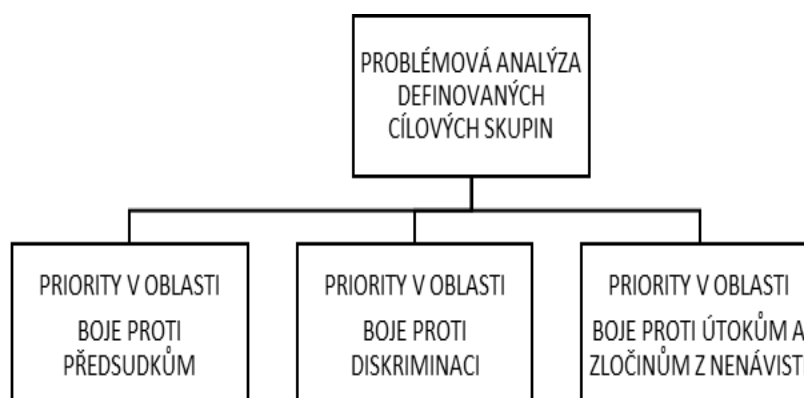 PROBLÉMOVÁ ANALÝZA
DEFINOVANÝCH
CÍLOVÝCH SKUPIN
PRIORITY V OBLASTI
BOJE PROTI
PŘEDSUDKŮM
PRIORITY V OBLASTI
BOJE PROTI
DISKRIMINACI
PRIORITY V OBLASTI
BOJE PROTI ÚTOKŮM A
ZLOČINŮM Z NENÁVISTI